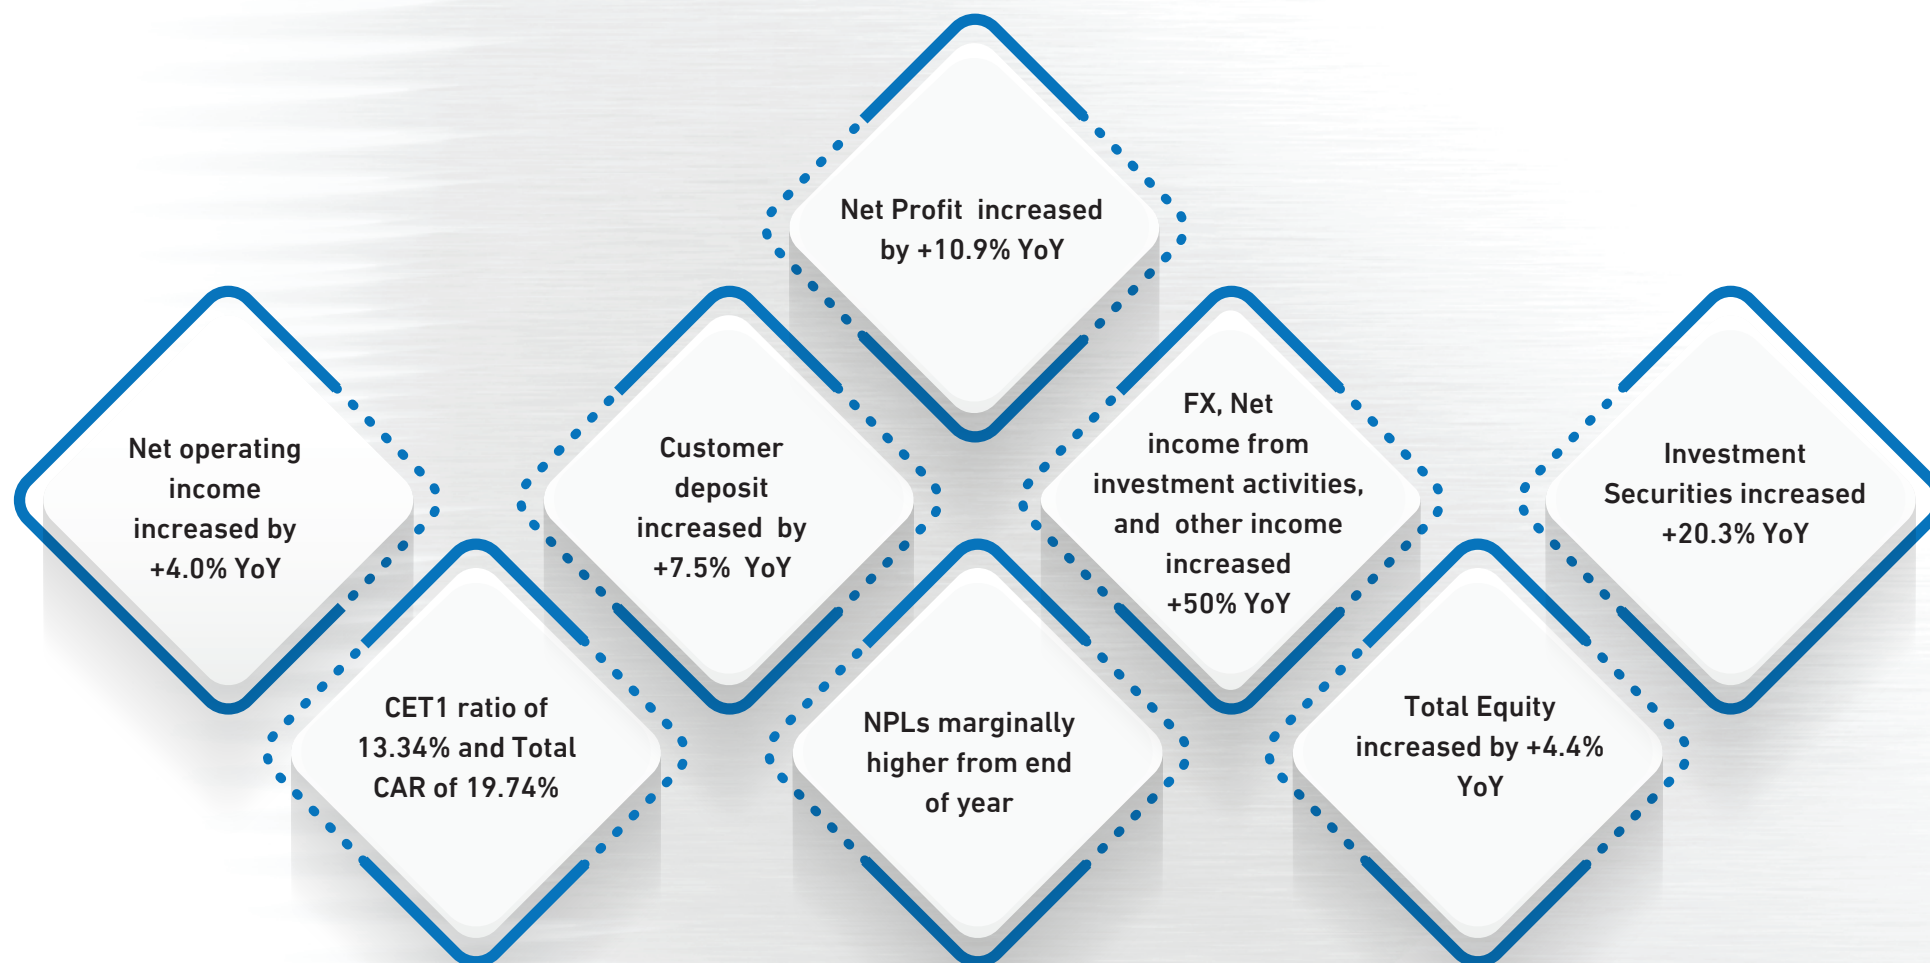 Net Profit increased
by +10.9% YoY
Net operating
income
increased by
+4.0% YoY
Customer
deposit
increased by
+7.5% YoY
FX, Net
income from
investment activities,
and other income
increased
+50% YoY
Investment
Securities increased
+20.3% YoY
CET1 ratio of
13.34% and Total
CAR of 19.74%
NPLs marginally
higher from end
of year
Total Equity
increased by +4.4%
YoY